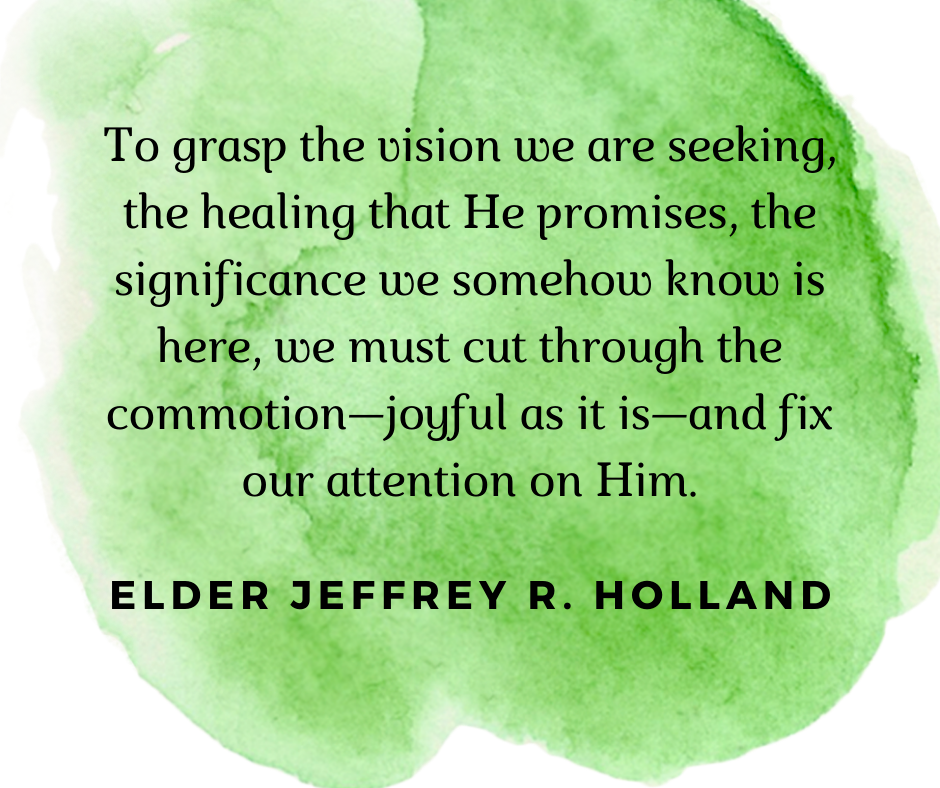 To grasp the vision we are seeking,
the healing that He promises, the
significance we somehow know is
here, we must cut through the
commotion—joyful as it is—and fix
our attention on Him.
ELDER JEFFREY R. HOLLAND